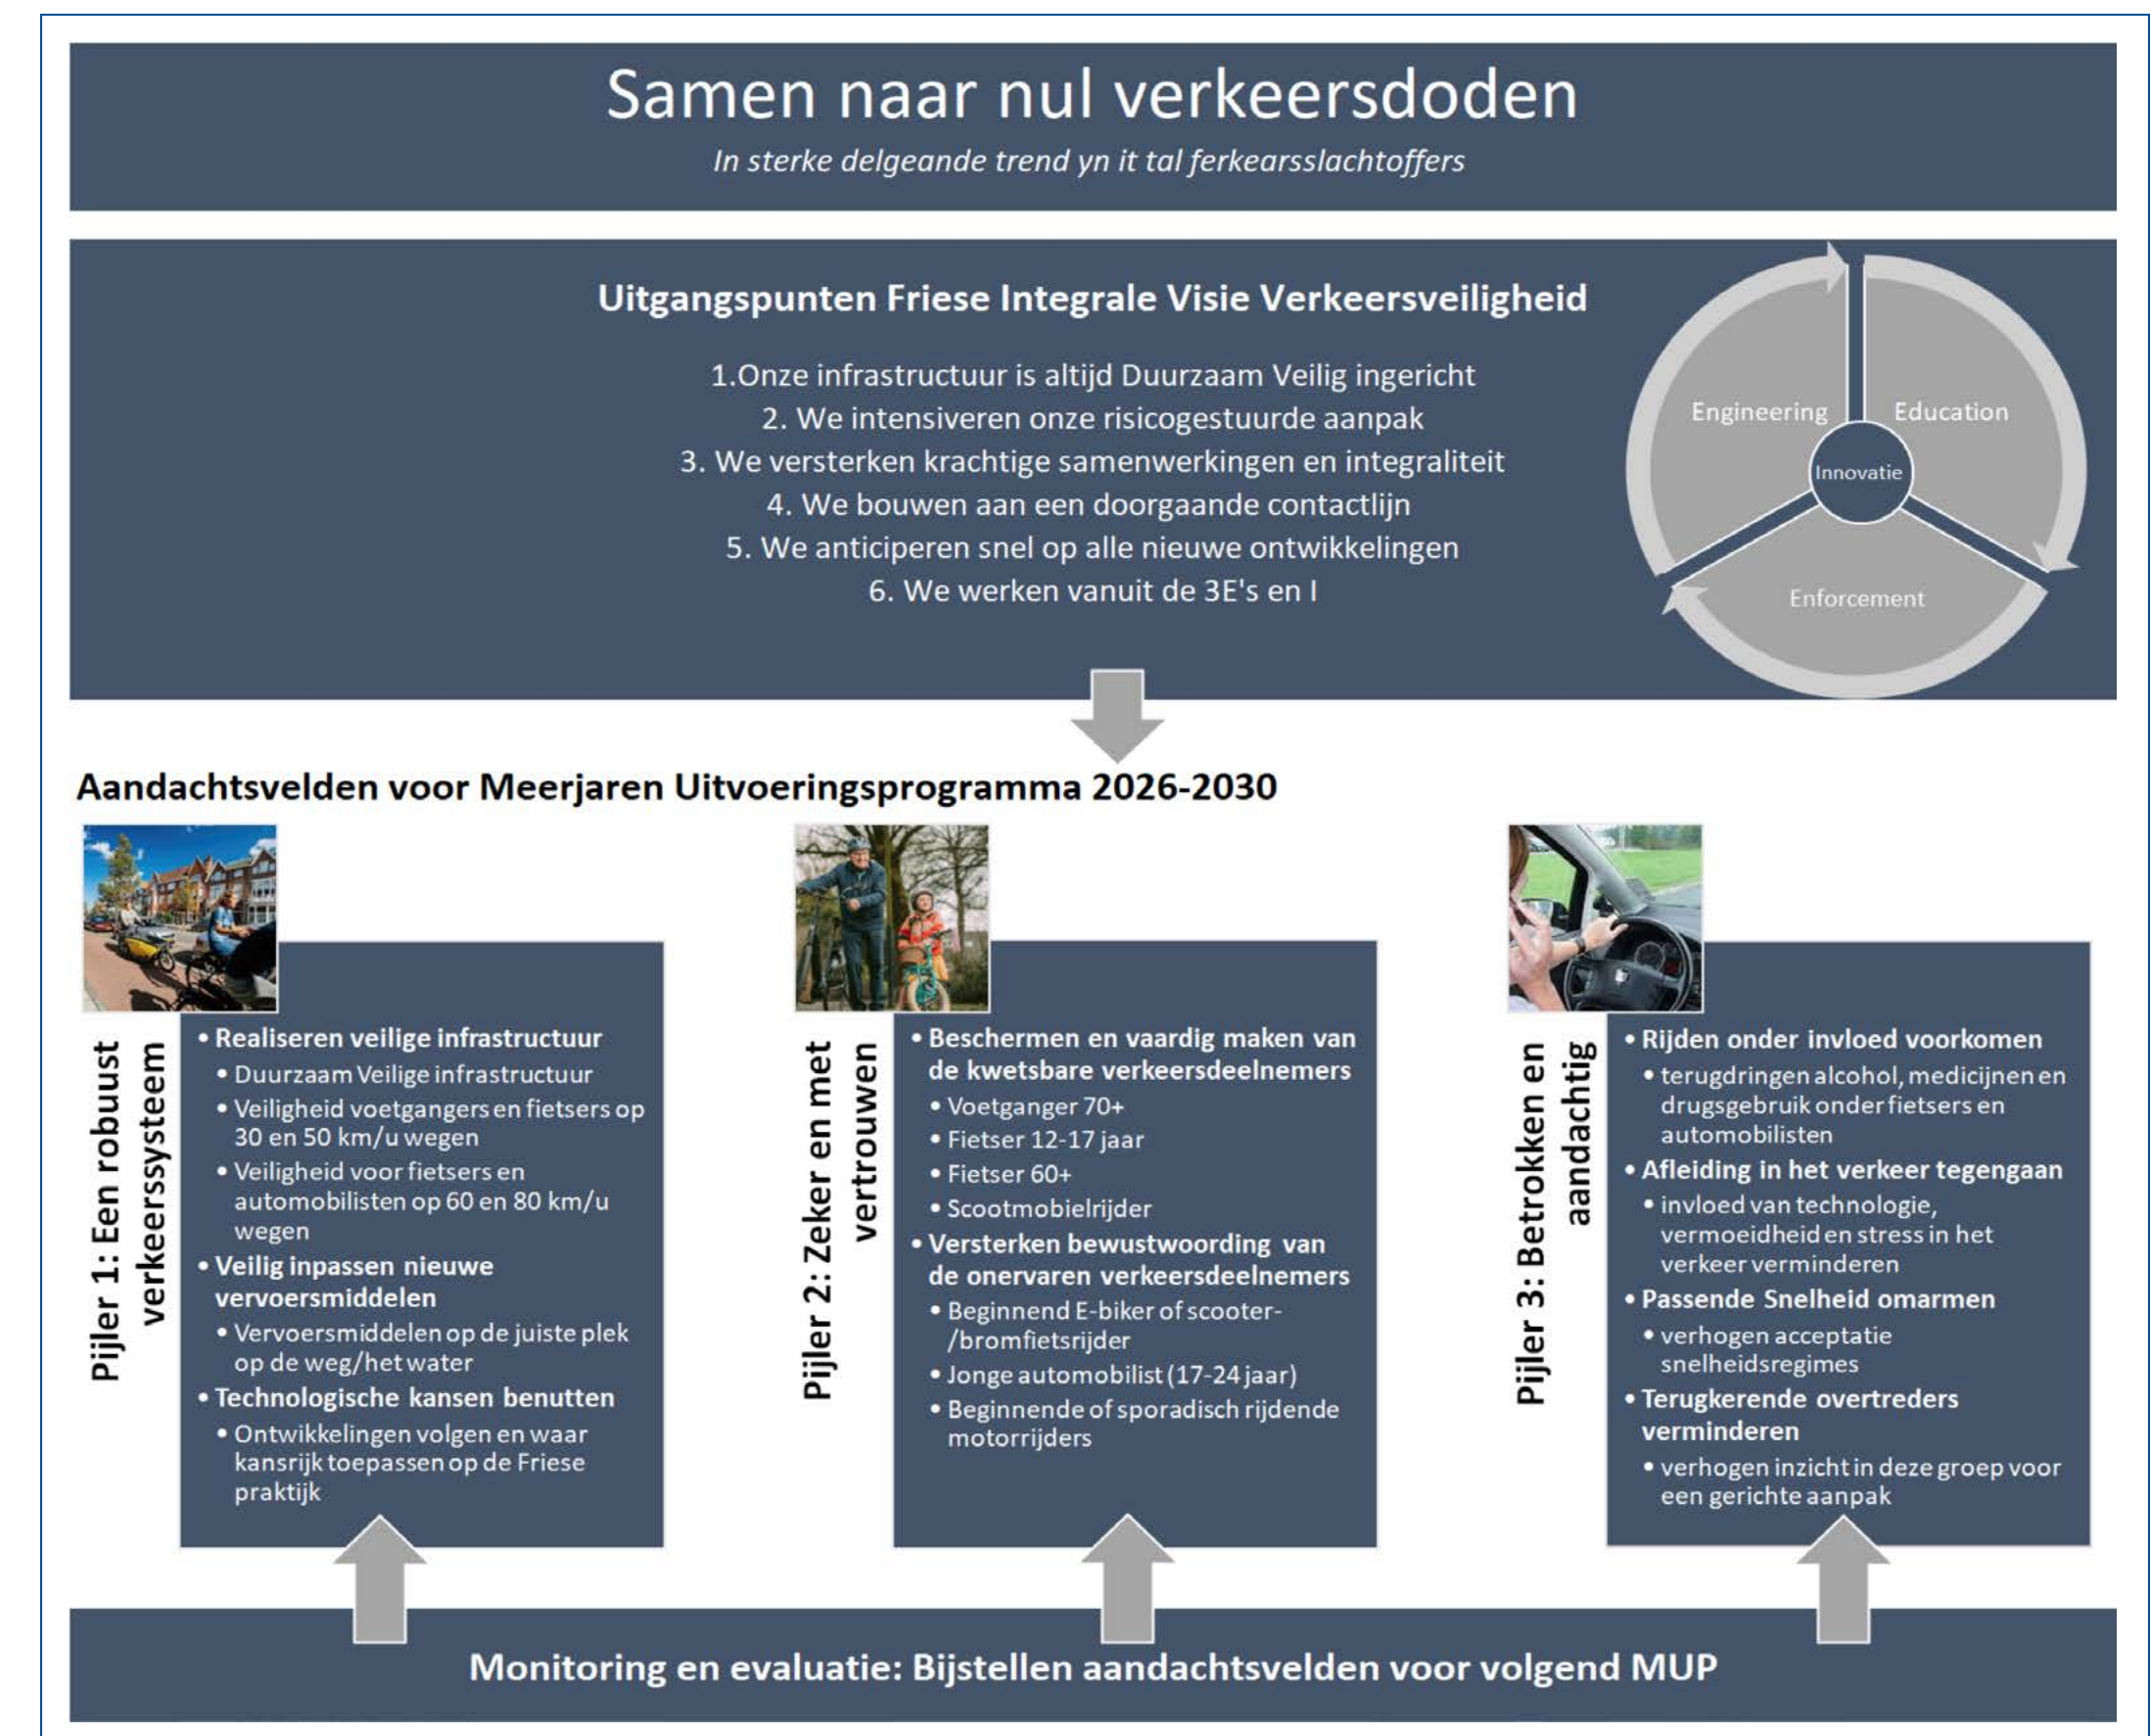 Samen naar nul verkeersdoden
In sterke delgeande trend yn it tal ferkearsslachtoffers
Uitgangspunten Friese Integrale Visie Verkeersveiligheid
1.Onze infrastructuur is altijd Duurzaam Veilig ingericht
2. We intensiveren onze risicogestuurde aanpak
3. We versterken krachtige samenwerkingen en integraliteit
4. We bouwen aan een doorgaande contactlijn
5. We anticiperen snel op alle nieuwe ontwikkelingen
6. We werken vanuit de 3E's en I
Engineering
Education
Innovatie
Enforcement
Aandachtsvelden voor Meerjaren Uitvoeringsprogramma 2026-2030
Pijler 1: Een robuust
verkeerssysteem
• Realiseren veilige infrastructuur
• Duurzaam Veilige infrastructuur
• Veiligheid voetgangers en fietsers op
30 en 50 km/u wegen
• Veiligheid voor fietsers en
automobilisten op 60 en 80 km/u
wegen
• Veilig inpassen nieuwe
vervoersmiddelen
• Vervoersmiddelen op de juiste plek
op de weg/het water
• Technologische kansen benutten
• Ontwikkelingen volgen en waar
kansrijk toepassen op de Friese
praktijk
Pijler 2: Zeker en met
vertrouwen
• Beschermen en vaardig maken van
de kwetsbare verkeersdeelnemers
• Voetganger 70+
• Fietser 12-17 jaar
• Fietser 60+
• Scootmobielrijder
• Versterken bewustwoording van
de onervaren verkeersdeelnemers
• Beginnend E-biker of scooter-
/bromfietsrijder
• Jonge automobilist (17-24 jaar)
• Beginnende of sporadisch rijdende
motorrijders
Pijler 3: Betrokken en
aandachtig
• Rijden onder invloed voorkomen
• terugdringen alcohol, medicijnen en
drugsgebruik onder fietsers en
automobilisten
• Afleiding in het verkeer tegengaan
• invloed van technologie,
vermoeidheid en stress in het
verkeer verminderen
• Passende Snelheid omarmen
• verhogen acceptatie
snelheidsregimes
• Terugkerende overtreders
verminderen
• verhogen inzicht in deze groep voor
een gerichte aanpak
Monitoring en evaluatie: Bijstellen aandachtsvelden voor volgend MUP